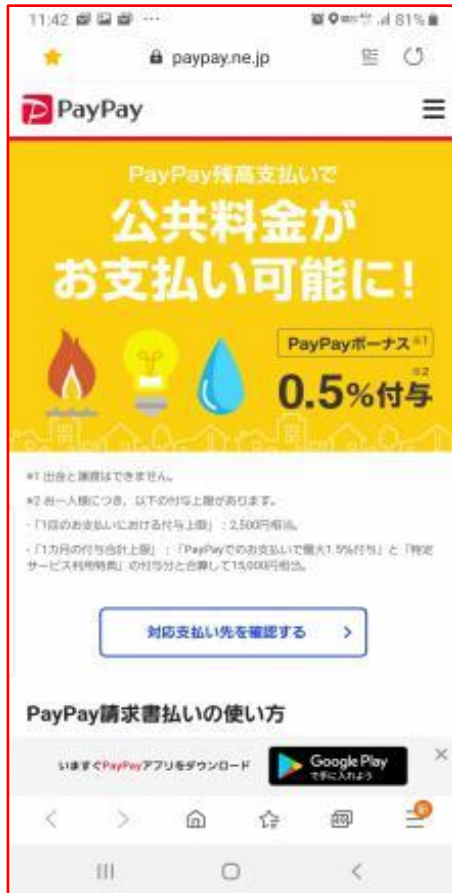 11:42
81%
paypay.ne.jp
PayPay
PayPay残高支払いで
公共料金が
お支払い可能に!
PayPayボーナス※1
※2
0.5%付与
※1 出金と譲渡はできません。
※2 お一人様につき、以下の付与上限があります。
-「1回のお支払いにおける付与上限」:2,500円相当。
-「1カ月の付与合計上限」:「PayPayでのお支払いで最大1.5%付与」と「特定
サービス利用特典」の付与分と合算して15,000円相当。
対応支払い先を確認する
PayPay請求書払いの使い方
いますぐPayPayアプリをダウンロード
Google Play
で手に入れよう